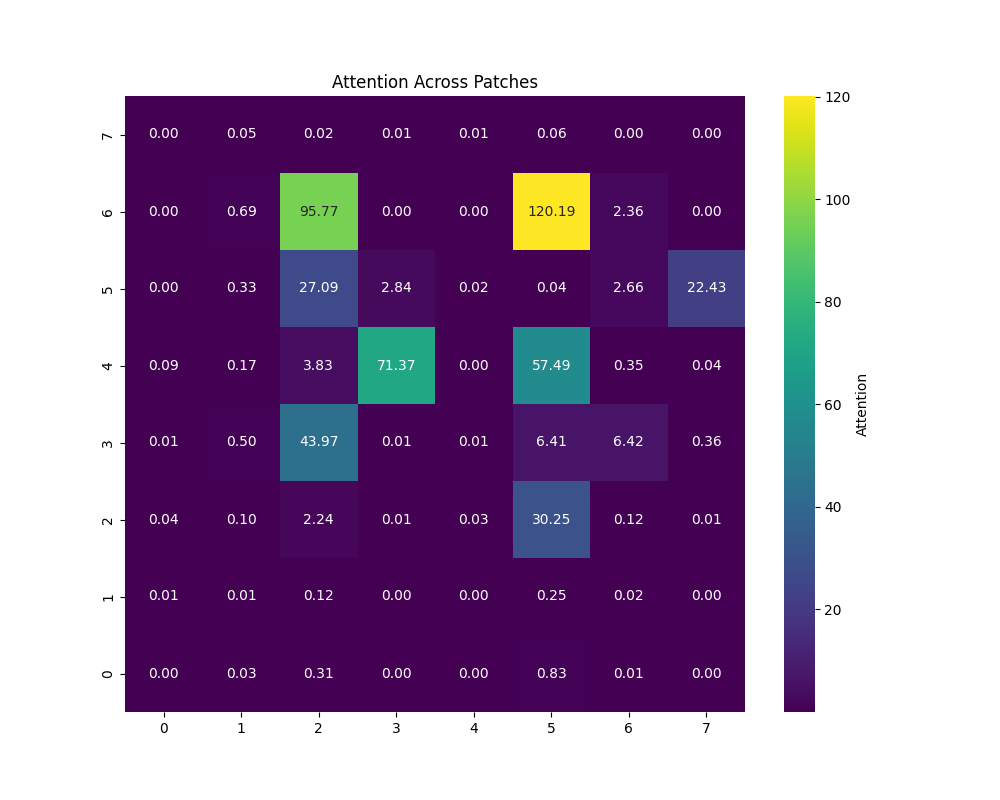 Attention Across Patches
7 0.00 0.05 0.02 0.01 0.01 0.06 0.00 0.00
6 0.00 0.69 95.77 0.00 0.00 120.19 2.36 0.00
5 0.00 0.33 27.09 2.84 0.02 0.04 2.66 22.43
4 0.09 0.17 3.83 71.37 0.00 57.49 0.35 0.04
3 0.01 0.50 43.97 0.01 0.01 6.41 6.42 0.36
2 0.04 0.10 2.24 0.01 0.03 30.25 0.12 0.01
1 0.01 0.01 0.12 0.00 0.00 0.25 0.02 0.00
0 0.00 0.03 0.31 0.00 0.00 0.83 0.01 0.00
0 1 2 3 4 5 6 7
120
100
80
60
40
20
Attention